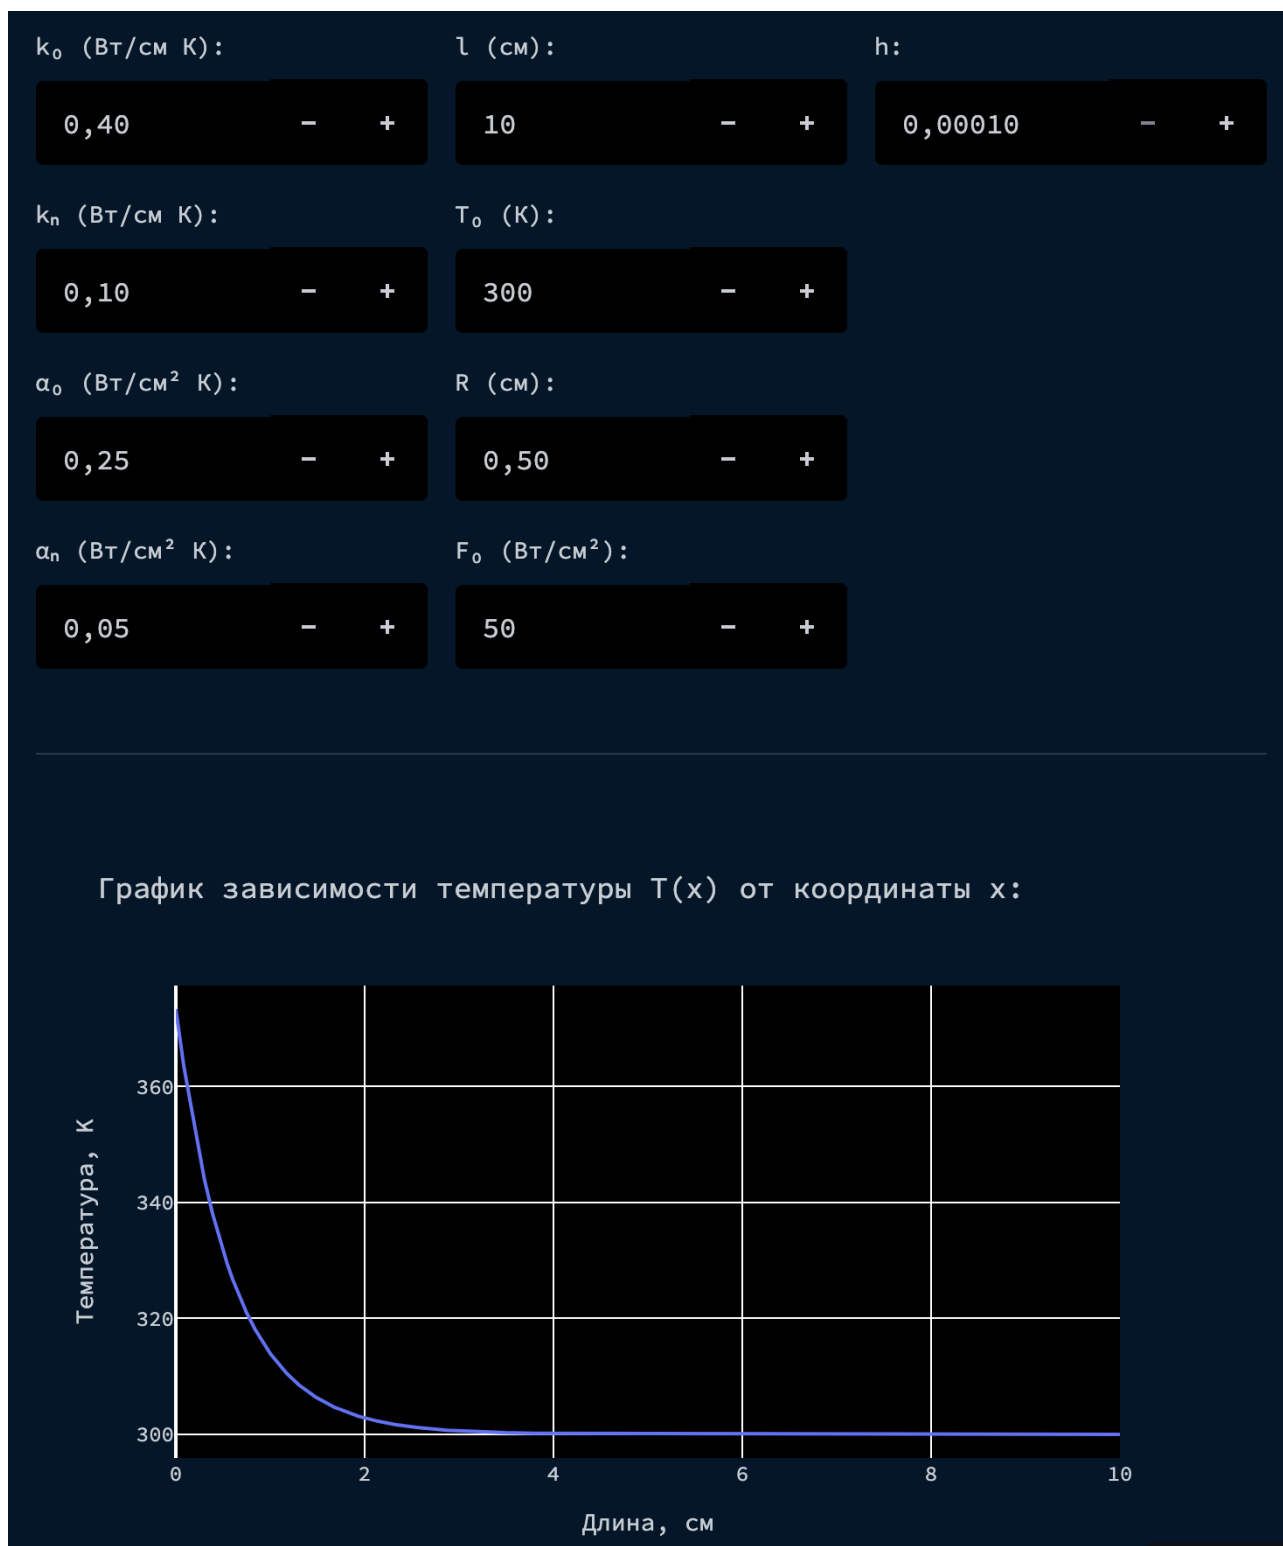 k₀ (Вт/см К):
l (см):
h:
0,40 − +
10 − +
0,00010 − +
kₙ (Вт/см К):
T₀ (К):
0,10 − +
300 − +
α₀ (Вт/см² К):
R (см):
0,25 − +
0,50 − +
αₙ (Вт/см² К):
F₀ (Вт/см²):
0,05 − +
50 − +
График зависимости температуры T(x) от координаты x:
360
340
320
300
Температура, К
0 2 4 6 8 10
Длина, см